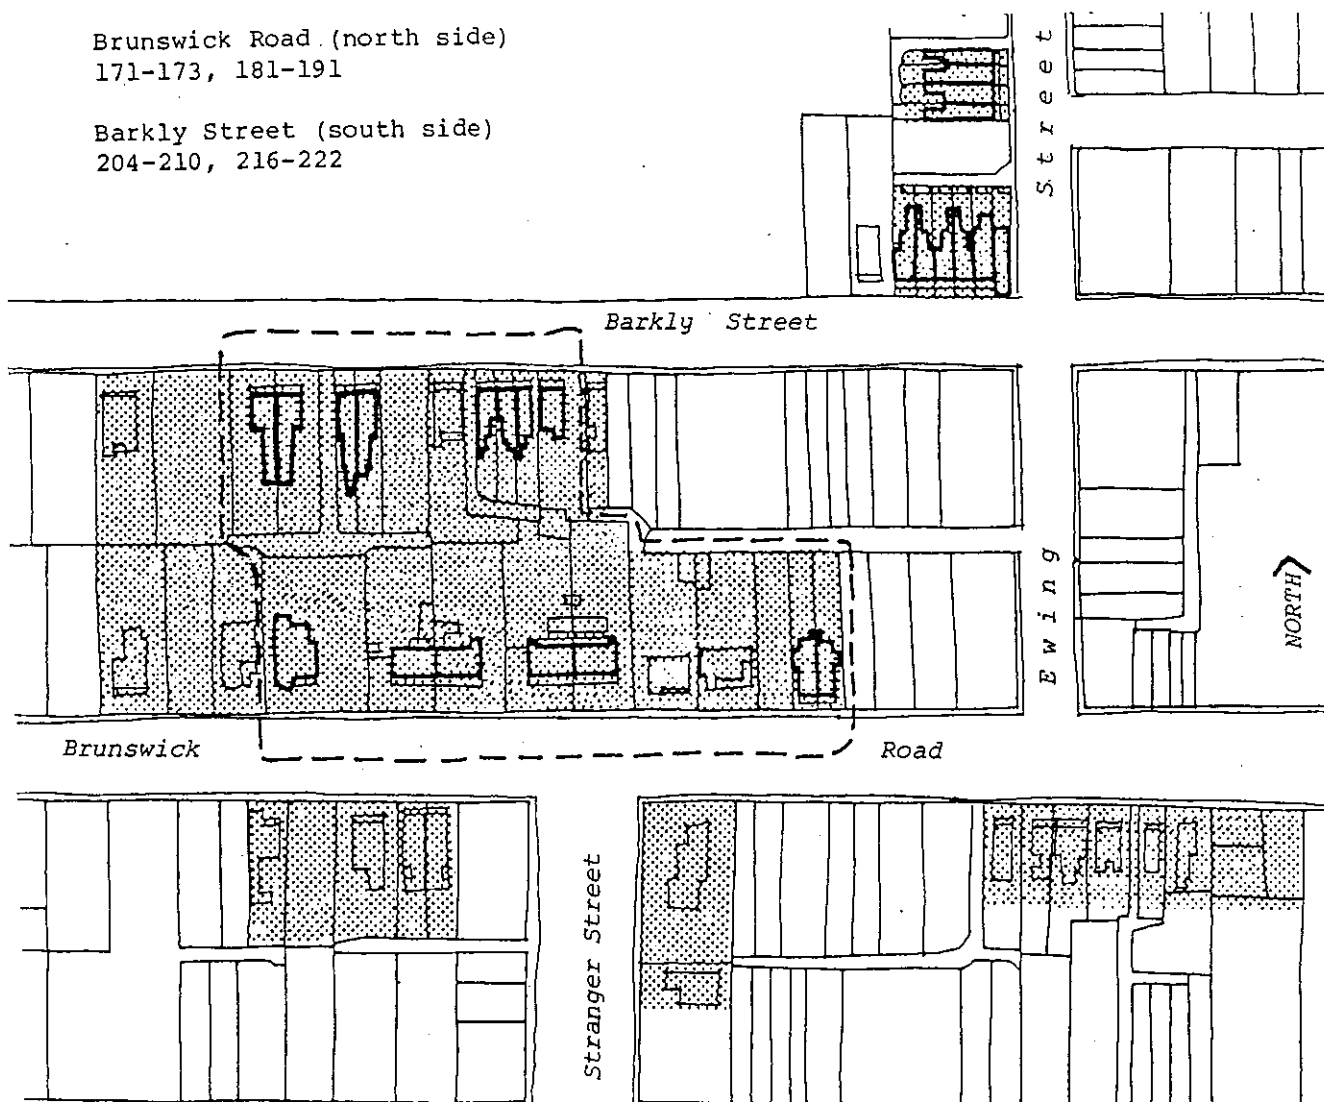 Brunswick Road (north side)
171-173, 181-191
Barkly Street (south side)
204-210, 216-222
Street
Barkly Street
Ewing
NORTH
Brunswick Road
Stranger Street